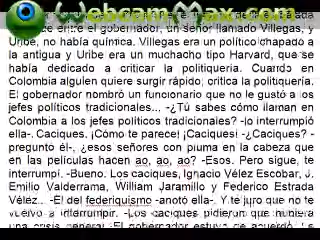 webcamMax.com
entre el gobernador, un señor llamado Villegas, y
Uribe, no había química. Villegas era un político chapado a
la antigua y Uribe era un muchacho tipo Harvard, que se
había dedicado a criticar la politiquería. Cuando en
Colombia alguien quiere surgir rápido, critica la politiquería.
El gobernador nombró un funcionario que no le gustó a los
jefes políticos tradicionales... -¿Tú sabes cómo llaman en
Colombia a los jefes políticos tradicionales? -lo interrumpió
ella-. Caciques. ¡Cómo te parece! ¡Caciques! -¿Caciques? -
preguntó él-, ¿esos señores con piuma en la cabeza que
en las películas hacen ao, ao, ao? -Esos. Pero sigue, te
interrumpí. -Bueno. Los caciques, Ignacio Vélez Escobar, J.
Emilio Valderrama, William Jaramillo y Federico Estrada
Vélez... -El del federiquismo -anotó ella-. Y te juro que no te
vuelvo a interrumpir. -Los caciques pidieron que hubiera
una crisis general. El gobernador estuvo de acuerdo.